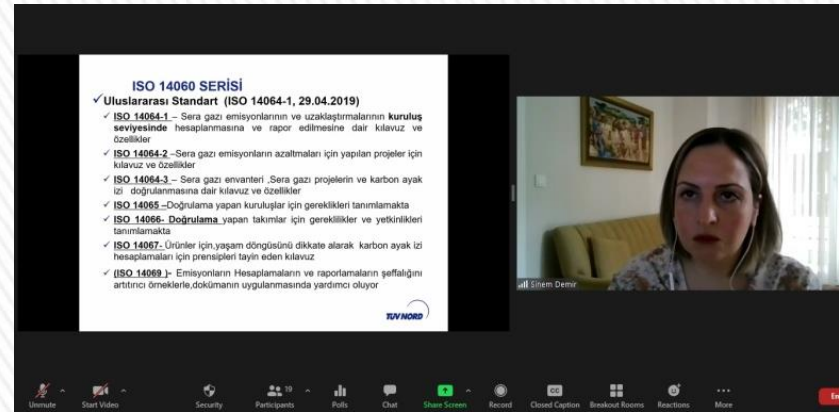 ISO 14060 SERİSİ
✓Uluslararası Standart (ISO 14064-1, 29.04.2019)
✓ ISO 14064-1 – Sera gazı emisyonlarının ve uzaklaştırmalarının kuruluş
seviyesinde hesaplanmasına ve rapor edilmesine dair kılavuz ve
özellikler
✓ ISO 14064-2 –Sera gazı emisyonların azaltmaları için yapılan projeler için
kılavuz ve özellikler
✓ ISO 14064-3 – Sera gazı envanteri ,Sera gazı projelerin ve karbon ayak
izi doğrulanmasına dair kılavuz ve özellikler
✓ ISO 14065 –Doğrulama yapan kuruluşlar için gereklikleri tanımlamakta
✓ ISO 14066- Doğrulama yapan takımlar için gereklilikler ve yetkinlikleri
tanımlamakta
✓ ISO 14067- Ürünler için,yaşam döngüsünü dikkate alarak karbon ayak izi
hesaplamaları için prensipleri tayin eden kılavuz
✓ (ISO 14069 )- Emisyonların Hesaplamaların ve raporlamaların şeffalığını
artıtırıcı örneklerle,dokümanın uygulanmasında yardımcı oluyor
TÜV NORD
Sinem Demir
Unmute
Start Video
Security
Participants
19
Polls
Chat
Share Screen
Record
CC
Closed Caption
Breakout Rooms
Reactions
More